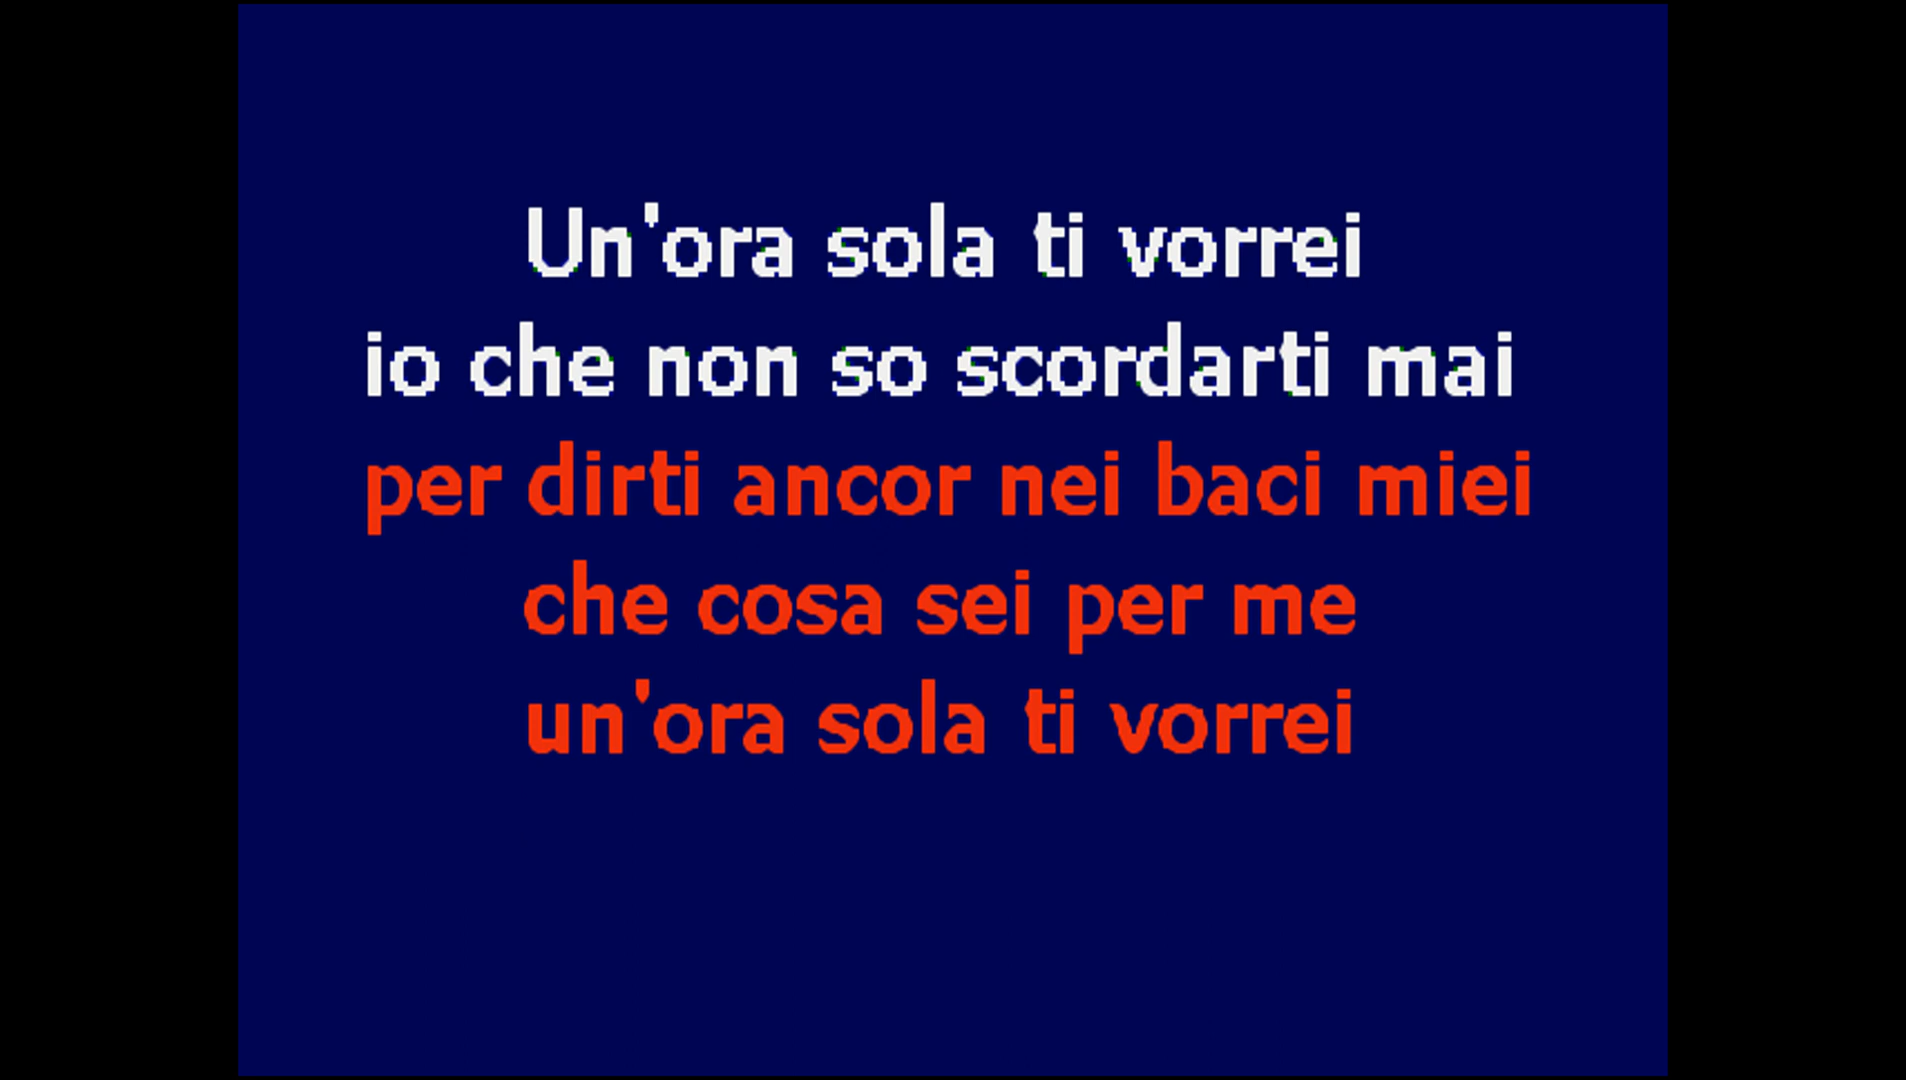 Un'ora sola ti vorrei
io che non so scordarti mai
per dirti ancor nei baci miei
che cosa sei per me
un'ora sola ti vorrei